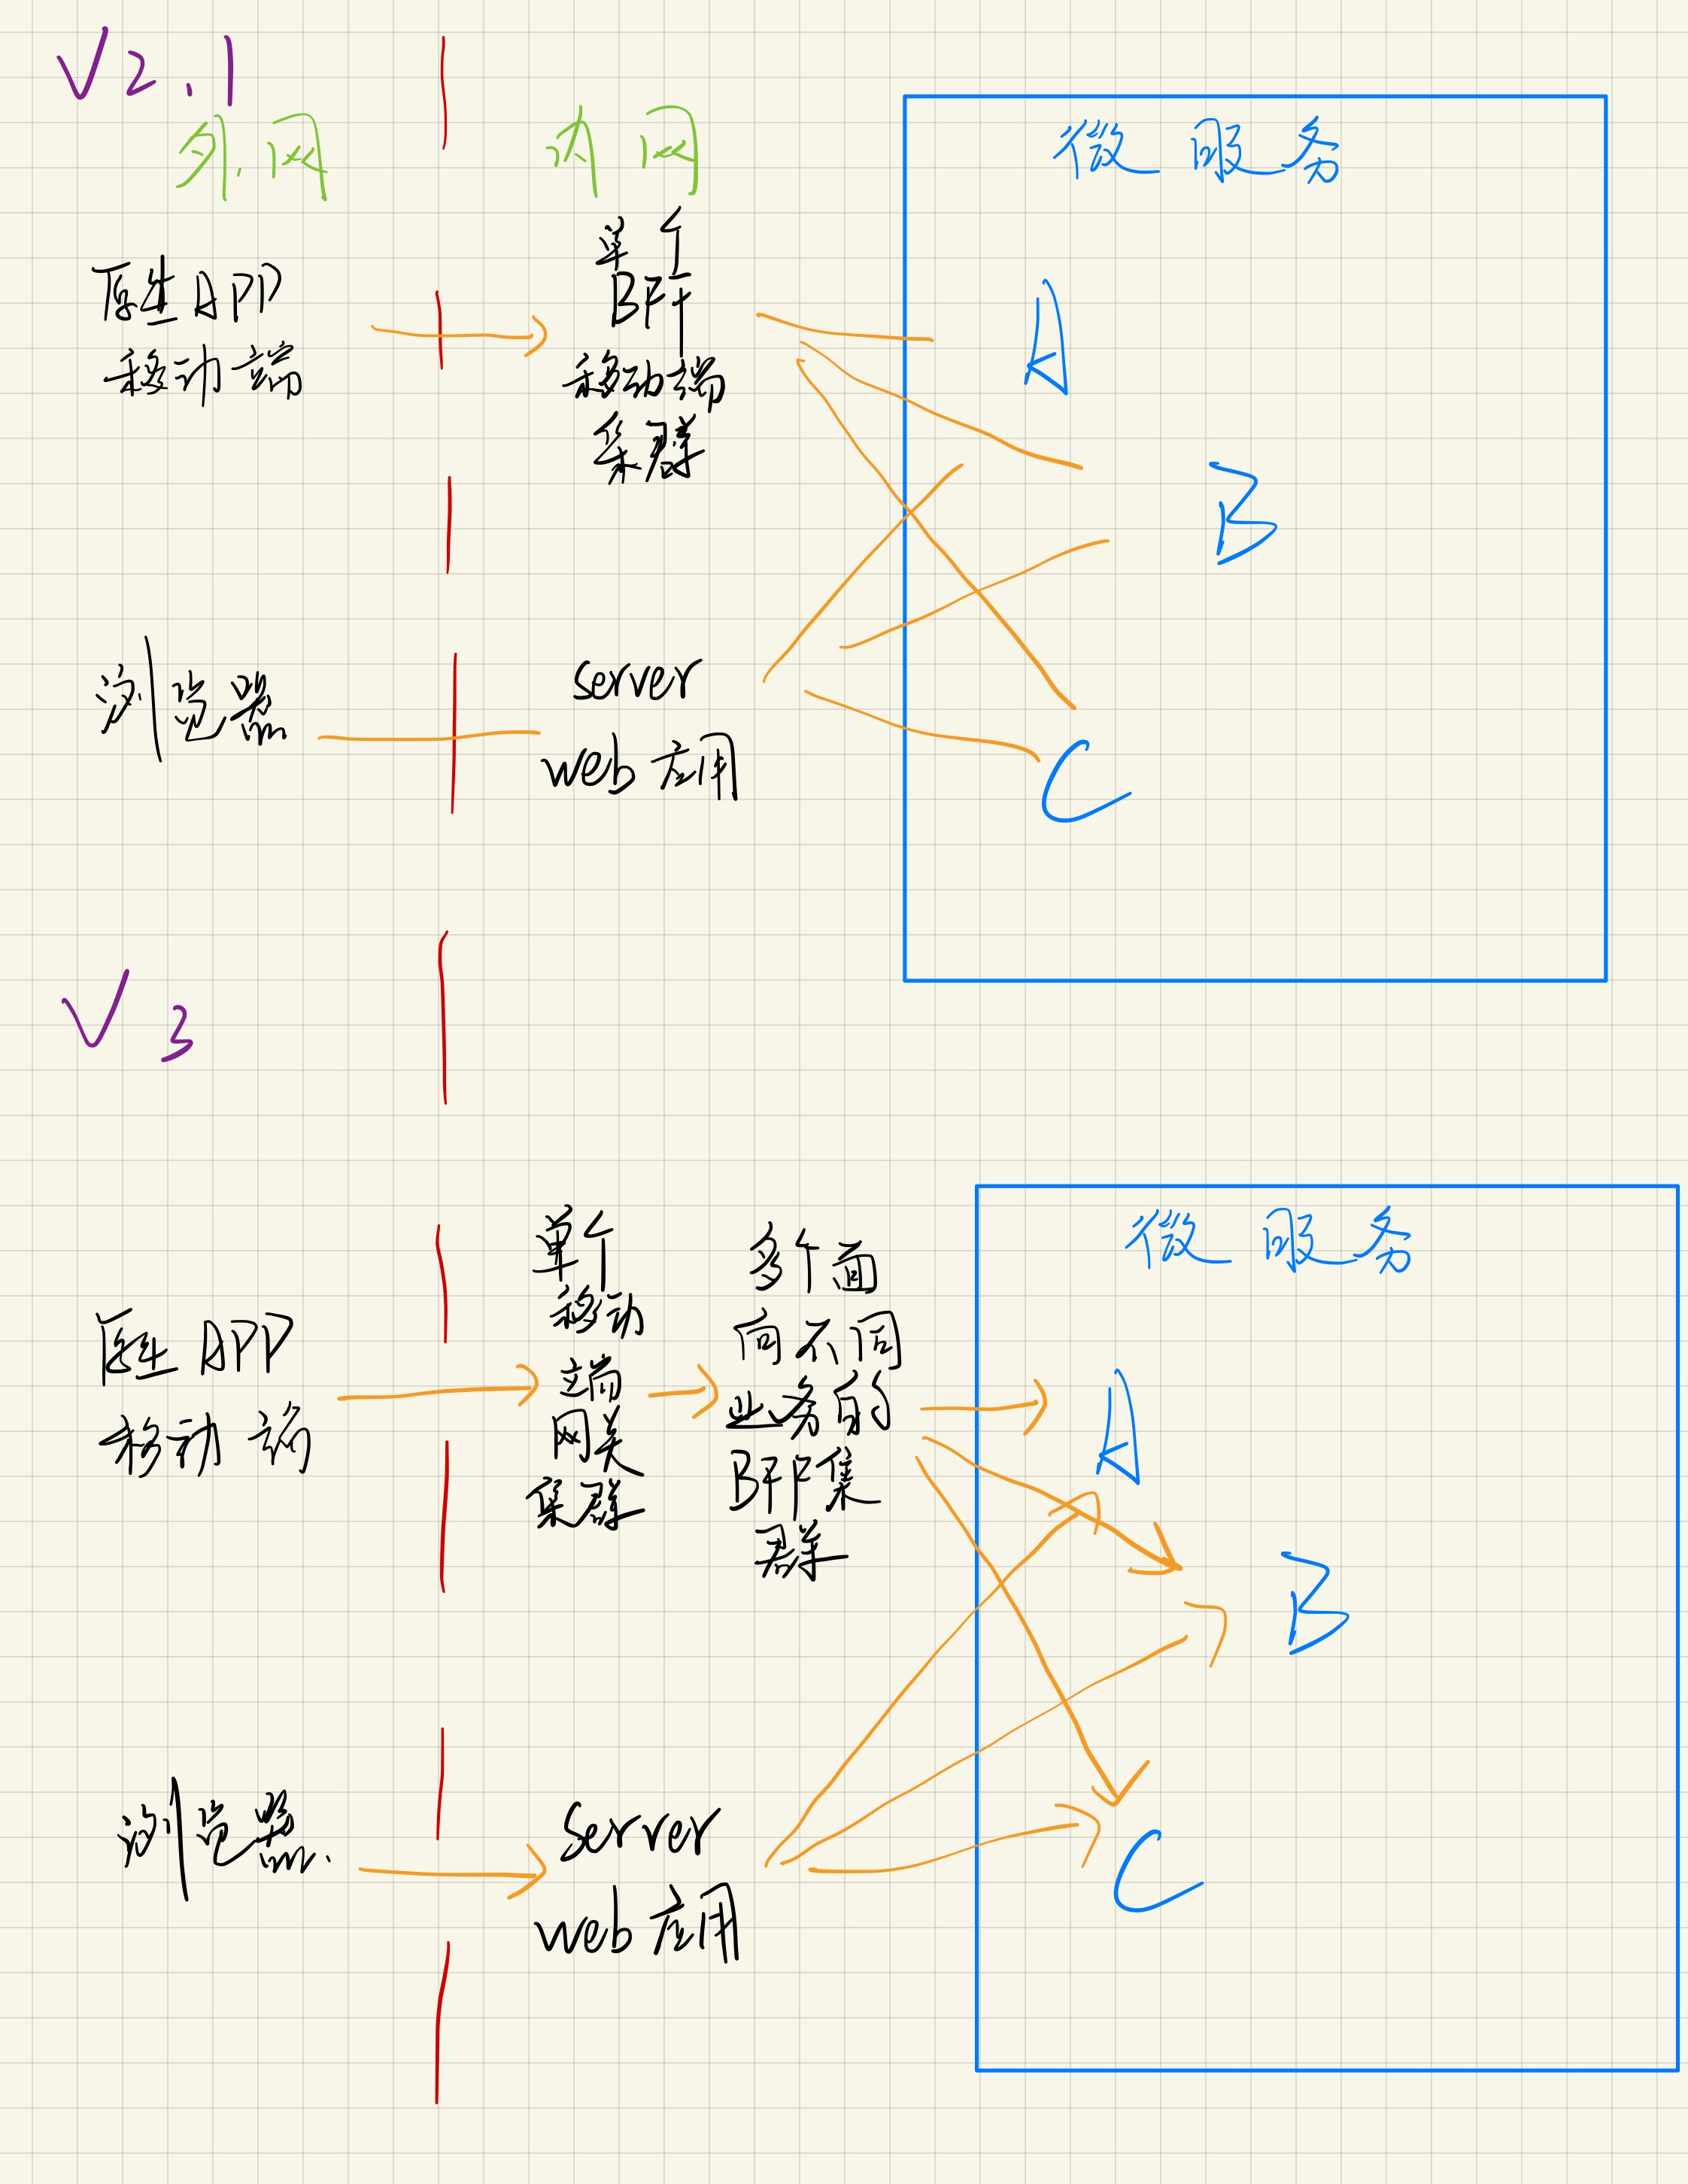 V2.1
外网
内网
微服务
原生APP
移动端
单个
BFF
移动端
集群
A
B
浏览器
server
web应用
C
V3
微服务
原生APP
移动端
单个
移动
端
网关
集群
多个面
向不同
业务的
BFF集
群
A
B
浏览器
server
web应用
C